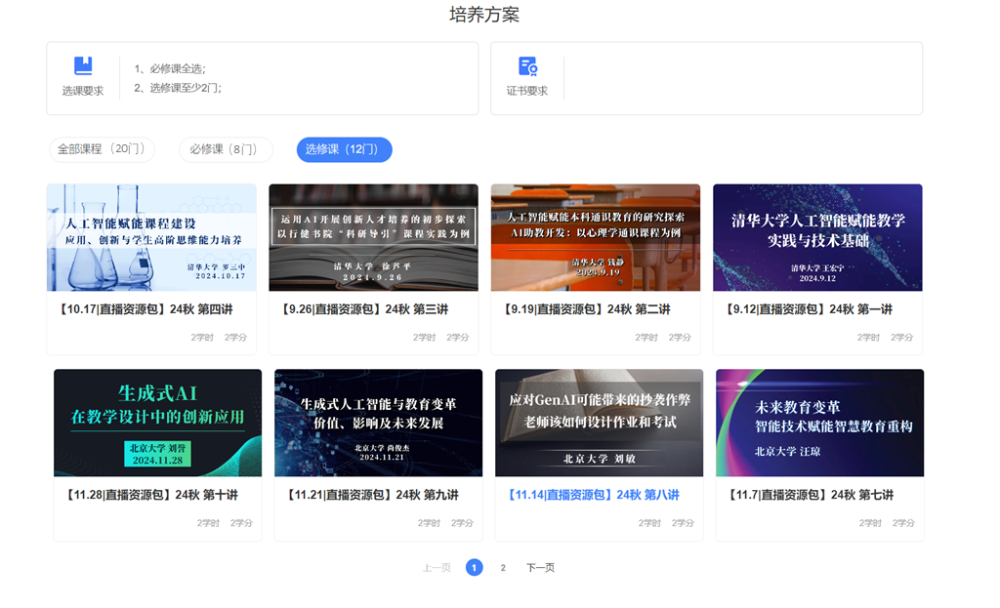 培养方案
选课要求
1、必修课全选；
2、选修课至少2门；
证书要求
全部课程 （20门）
必修课（8门）
选修课（12门）
人工智能赋能课程建设
应用、创新与学生高阶思维能力培养
清华大学 罗三中
2024.10.17
运用AI开展创新人才培养的初步探索
以行健书院“科研导引”课程实践为例
清华大学 徐芦平
2024.9.26
人工智能赋能本科通识教育的研究探索
AI助教开发：以心理学通识课程为例
清华大学 钱静
2024.9.19
清华大学人工智能赋能教学
实践与技术基础
清华大学 王宏宁
2024.9.12
【10.17|直播资源包】24秋 第四讲
2学时 2学分
【9.26|直播资源包】24秋 第三讲
2学时 2学分
【9.19|直播资源包】24秋 第二讲
2学时 2学分
【9.12|直播资源包】24秋 第一讲
2学时 2学分
生成式AI
在教学设计中的创新应用
北京大学 刘誉
2024.11.28
生成式人工智能与教育变革
价值、影响及未来发展
北京大学 尚俊杰
2024.11.21
应对GenAI可能带来的抄袭作弊
老师该如何设计作业和考试
北京大学 刘敏
未来教育变革
智能技术赋能智慧教育重构
北京大学 汪琼
【11.28|直播资源包】24秋 第十讲
2学时 2学分
【11.21|直播资源包】24秋 第九讲
2学时 2学分
【11.14|直播资源包】24秋 第八讲
2学时 2学分
【11.7|直播资源包】24秋 第七讲
2学时 2学分
上一页 1 2 下一页